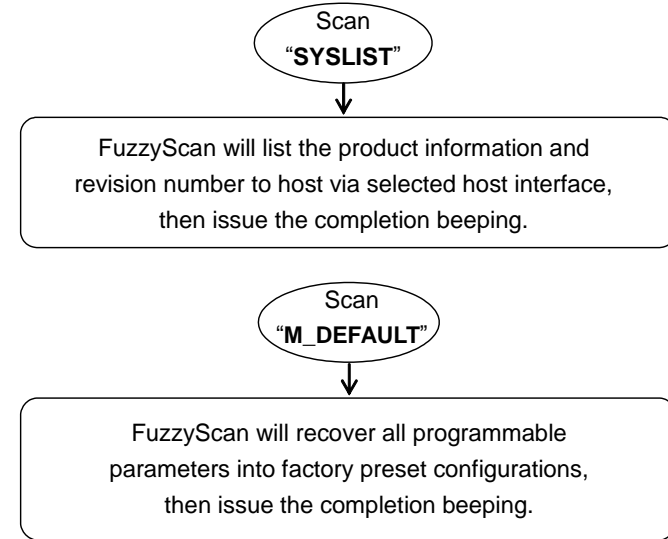 Scan
“SYSLIST”
FuzzyScan will list the product information and
revision number to host via selected host interface,
then issue the completion beeping.
Scan
“M_DEFAULT”
FuzzyScan will recover all programmable
parameters into factory preset configurations,
then issue the completion beeping.